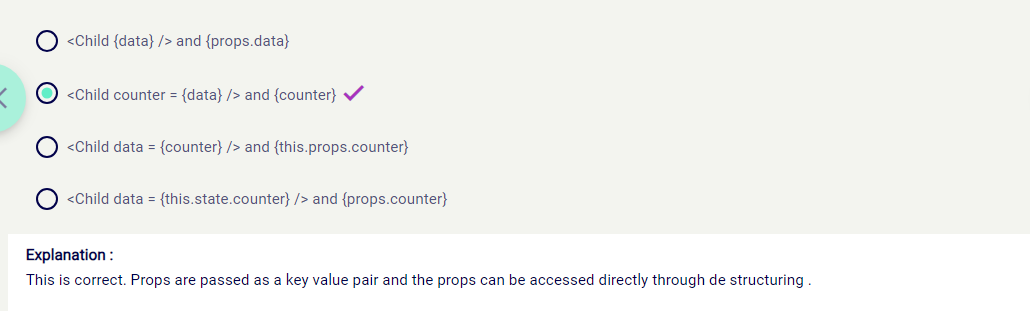 <Child {data} /> and {props.data}
<Child counter = {data} /> and {counter}
<Child data = {counter} /> and {this.props.counter}
<Child data = {this.state.counter} /> and {props.counter}
Explanation :
This is correct. Props are passed as a key value pair and the props can be accessed directly through de structuring .